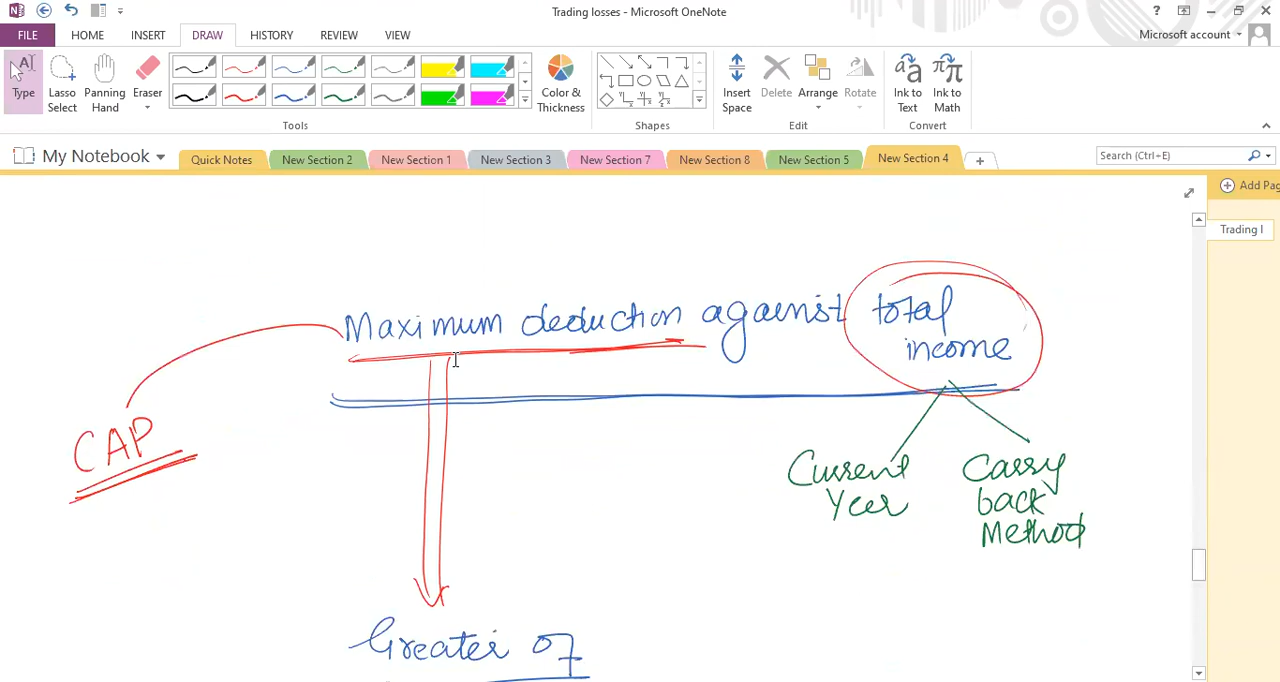 Trading losses - Microsoft OneNote
?
FILE HOME INSERT DRAW HISTORY REVIEW VIEW
Microsoft account
Type
Lasso Select
Panning Hand
Eraser
Color & Thickness
Insert Space
Delete
Arrange
Rotate
Ink to Text
Ink to Math
Tools
Shapes
Edit
Convert
My Notebook
Quick Notes
New Section 2
New Section 1
New Section 3
New Section 7
New Section 8
New Section 5
New Section 4
Search (Ctrl+E)
Add Pag
Trading l
Maximum deduction against total
income
CAP
Current
Year
Carry
back
Method
Greater of